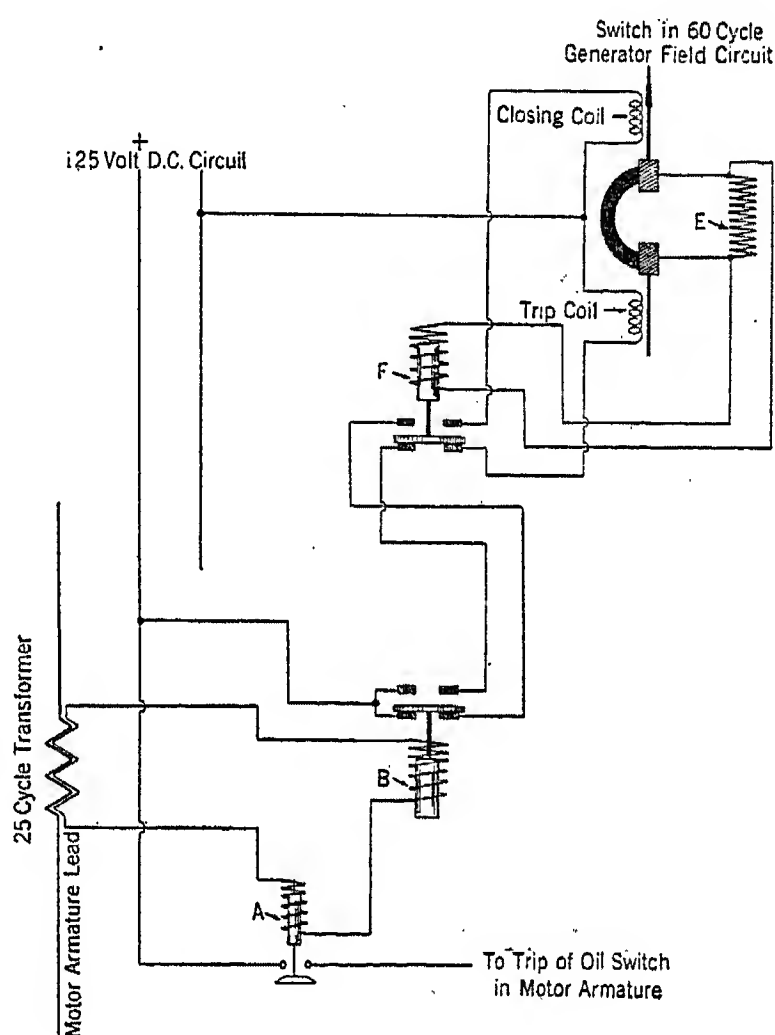 Switch in 60 Cycle
Generator Field Circuit
Closing Coil
+
125 Volt D.C. Circuit
E
Trip Coil
F
25 Cycle Transformer
B
Motor Armature Lead
A
To Trip of Oil Switch
in Motor Armature